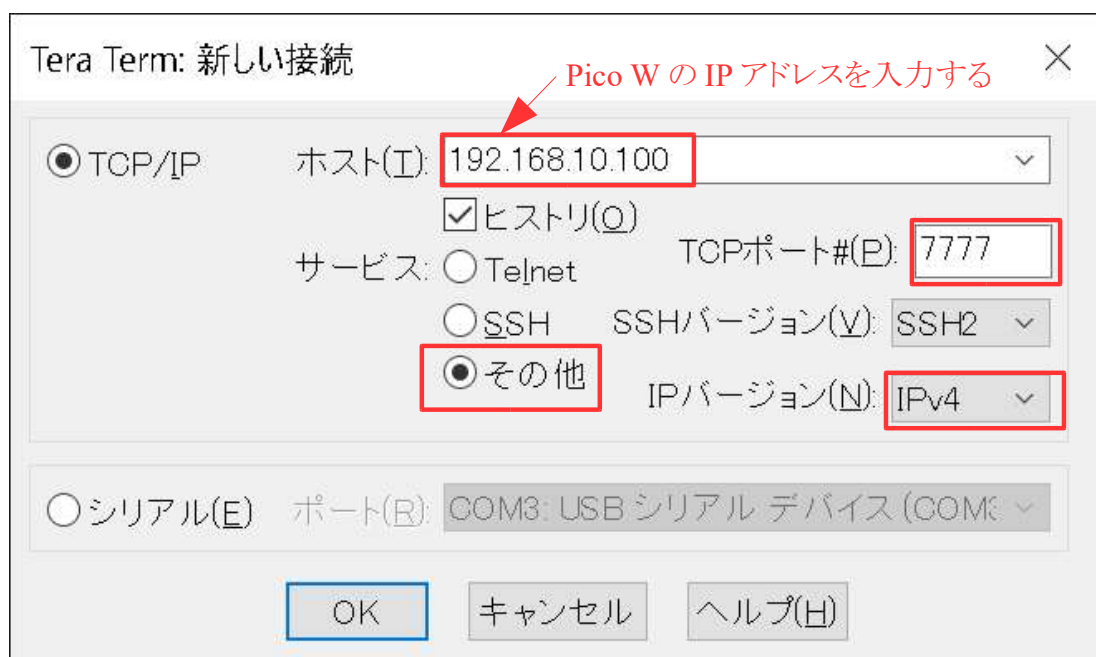 Tera Term: 新しい接続
Pico W の IP アドレスを入力する
TCP/IP ホスト(T): 192.168.10.100
ヒストリ(O)
サービス: Telnet TCPポート#(P): 7777
SSH SSHバージョン(V): SSH2
その他 IPバージョン(N): IPv4
シリアル(E) ポート(R): COM3: USB シリアル デバイス (COM
OK キャンセル ヘルプ(H)